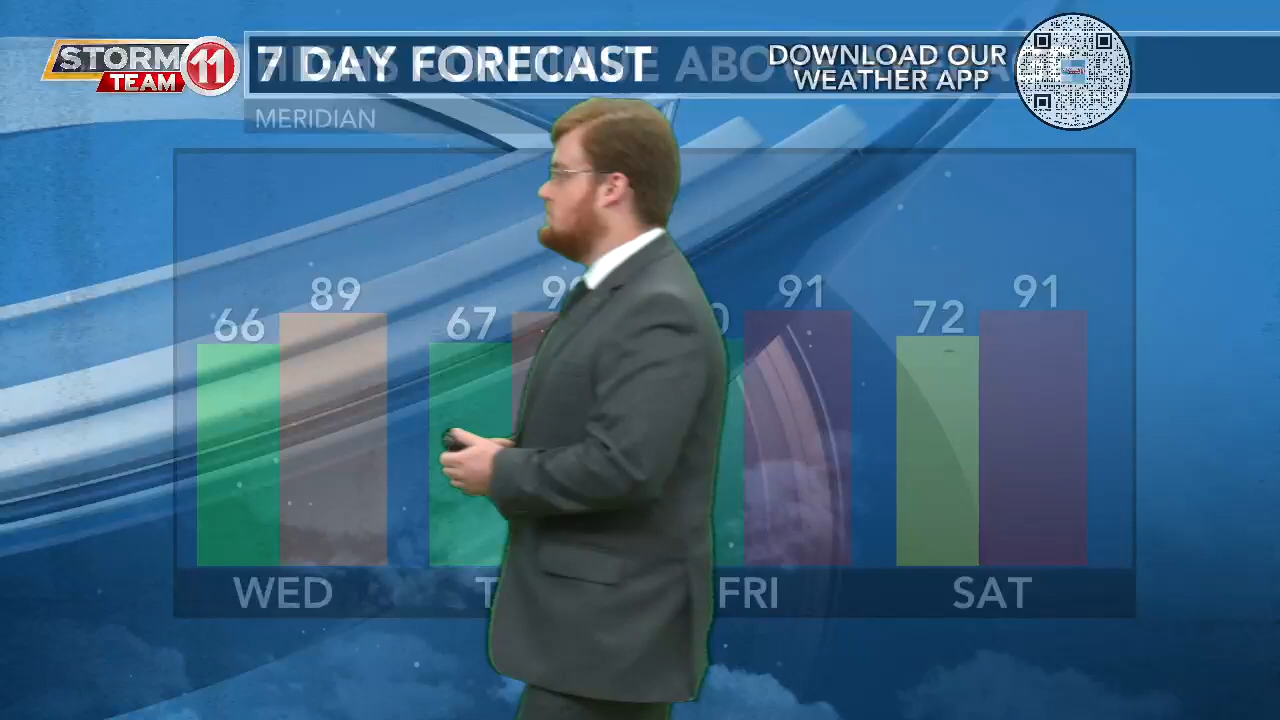 STORM
TEAM 11
7 DAY FORECAST
DOWNLOAD OUR
WEATHER APP
MERIDIAN
66 89 67 91 72 91
WED FRI SAT